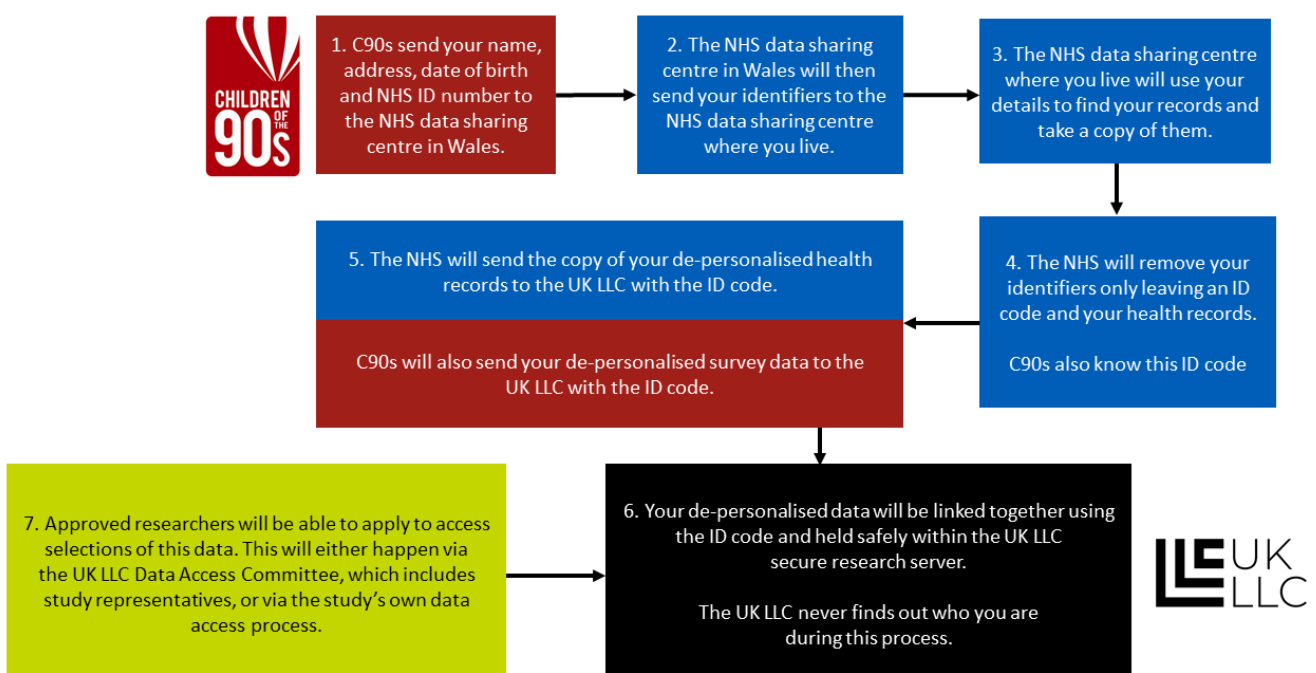 CHILDREN
OF THE
90s
1. C90s send your name,
address, date of birth
and NHS ID number to
the NHS data sharing
centre in Wales.
2. The NHS data sharing
centre in Wales will then
send your identifiers to the
NHS data sharing centre
where you live.
3. The NHS data sharing centre
where you live will use your
details to find your records and
take a copy of them.
4. The NHS will remove your
identifiers only leaving an ID
code and your health records.
C90s also know this ID code
5. The NHS will send the copy of your de-personalised health
records to the UK LLC with the ID code.
C90s will also send your de-personalised survey data to the
UK LLC with the ID code.
6. Your de-personalised data will be linked together using
the ID code and held safely within the UK LLC
secure research server.
The UK LLC never finds out who you are
during this process.
UK
LLC
7. Approved researchers will be able to apply to access
selections of this data. This will either happen via
the UK LLC Data Access Committee, which includes
study representatives, or via the study's own data
access process.